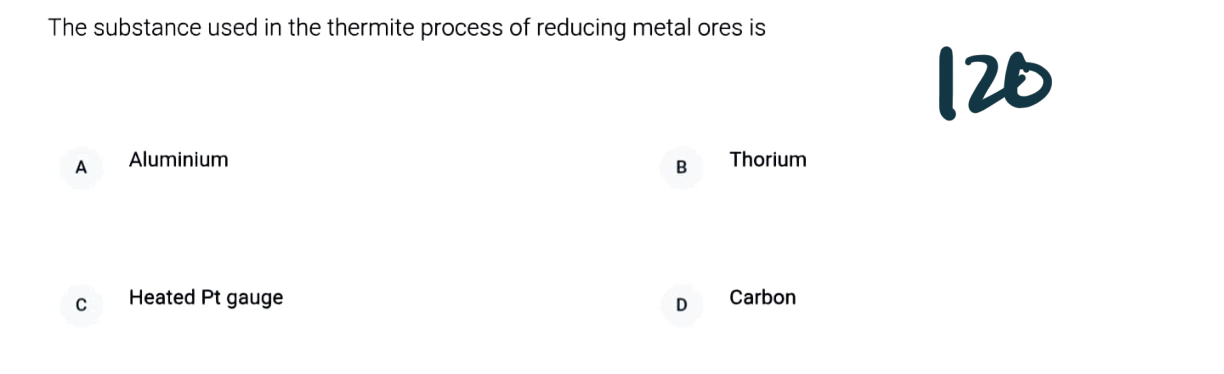 The substance used in the thermite process of reducing metal ores is
120
A Aluminium
B Thorium
C Heated Pt gauge
D Carbon